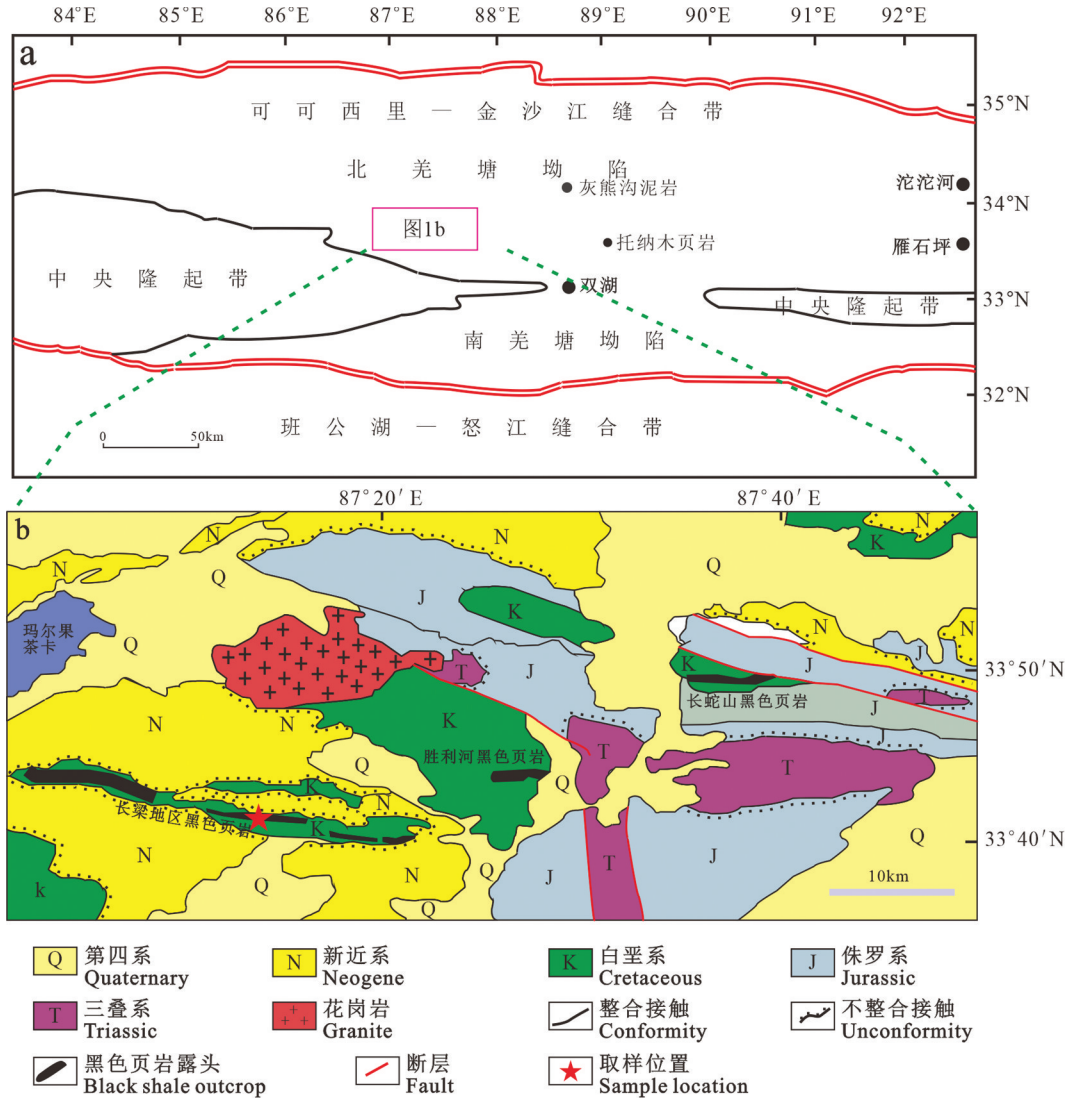 84°E 85°E 86°E 87°E 88°E 89°E 90°E 91°E 92°E
a
可可西里—金沙江缝合带
35°N
北羌塘坳陷
灰熊沟泥岩
沱沱河
34°N
图1b
托纳木页岩
雁石坪
中央隆起带
双湖
33°N
中央隆起带
南羌塘坳陷
32°N
班公湖—怒江缝合带
0 50km
87°20′E 87°40′E
b
N
N
N
K
N
Q
Q
J
K
玛尔果茶卡
Q
N
N
T
J
K
J
J
33°50′N
长蛇山黑色页岩
T
J
N
N
K
J
胜利河黑色页岩
T
T
Q
Q
K
N
长梁地区黑色页岩
K
33°40′N
Q
N
J
T
J
k
Q
N
Q
Q
10km
Q 第四系
Quaternary
N 新近系
Neogene
K 白垩系
Cretaceous
J 侏罗系
Jurassic
T 三叠系
Triassic
花岗岩
Granite
整合接触
Conformity
不整合接触
Unconformity
黑色页岩露头
Black shale outcrop
断层
Fault
取样位置
Sample location